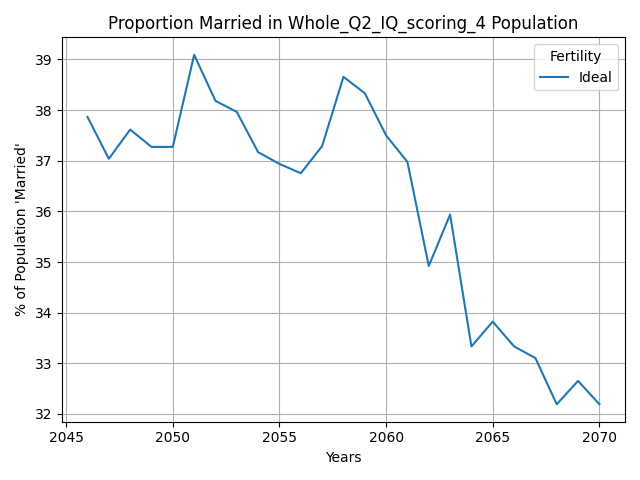 Proportion Married in Whole_Q2_IQ_scoring_4 Population
Fertility
Ideal
39
38
37
36
35
34
33
32
% of Population 'Married'
2045
2050
2055
2060
2065
2070
Years